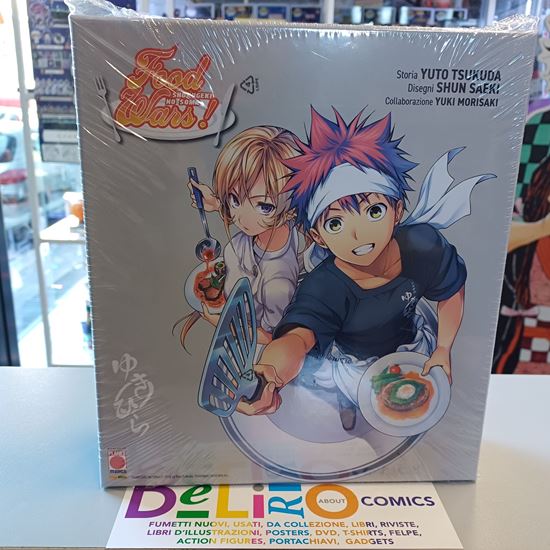 Food
Wars!
SHOKUGEKI
NO SOMA
Storia YUTO TSUKUDA
Disegni SHUN SAEKI
Collaborazione YUKI MORISAKI
ゆきひら
MANGA
DeLiRiO ABOUT COMICS
FUMETTI NUOVI, USATI, DA COLLEZIONE, LIBRI, RIVISTE,
LIBRI D'ILLUSTRAZIONI, POSTERS, DVD, T-SHIRTS, FELPE,
ACTION FIGURES, PORTACHIAVI, GADGETS